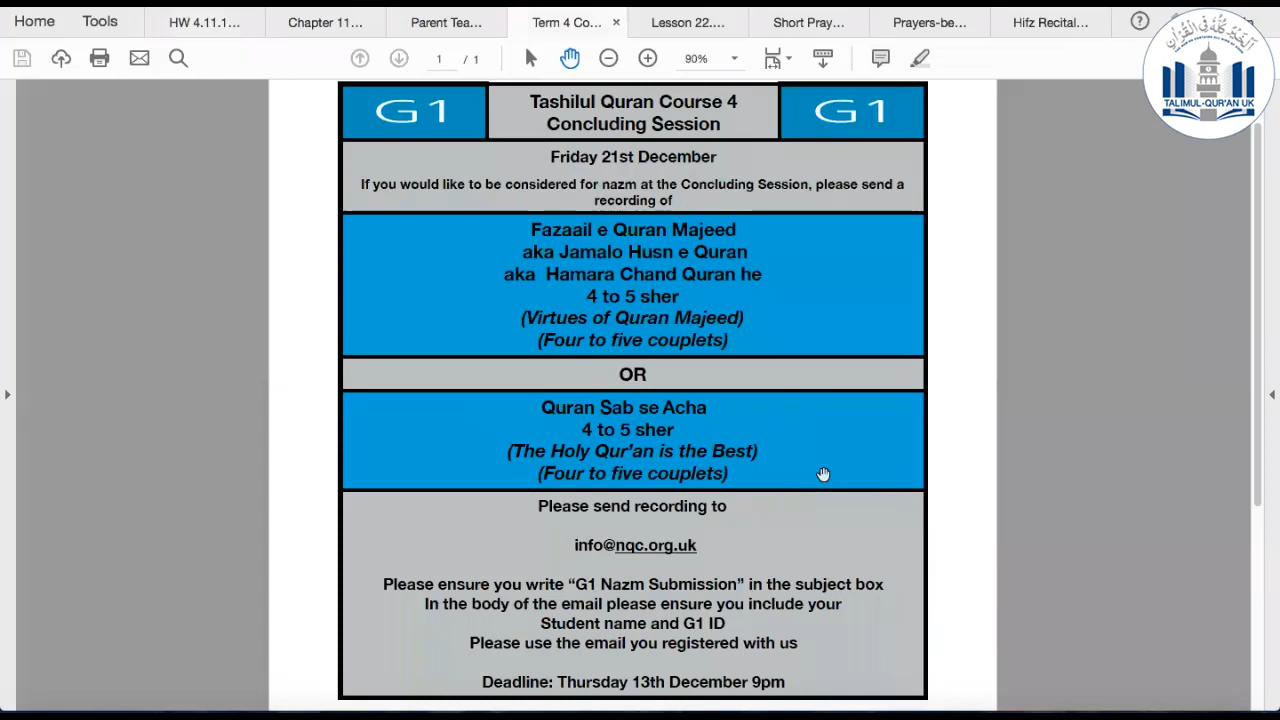 Home
Tools
HW 4.11.1...
Chapter 11...
Parent Tea...
Term 4 Co...
×
Lesson 22....
Short Pray...
Prayers-be...
Hifz Recital...
1
/ 1
90%
TALIMUL-QUR'AN UK
G1
Tashilul Quran Course 4
Concluding Session
G1
Friday 21st December
If you would like to be considered for nazm at the Concluding Session, please send a
recording of
Fazaail e Quran Majeed
aka Jamalo Husn e Quran
aka Hamara Chand Quran he
4 to 5 sher
(Virtues of Quran Majeed)
(Four to five couplets)
OR
Quran Sab se Acha
4 to 5 sher
(The Holy Qur'an is the Best)
(Four to five couplets)
Please send recording to
info@nqc.org.uk
Please ensure you write “G1 Nazm Submission” in the subject box
In the body of the email please ensure you include your
Student name and G1 ID
Please use the email you registered with us
Deadline: Thursday 13th December 9pm